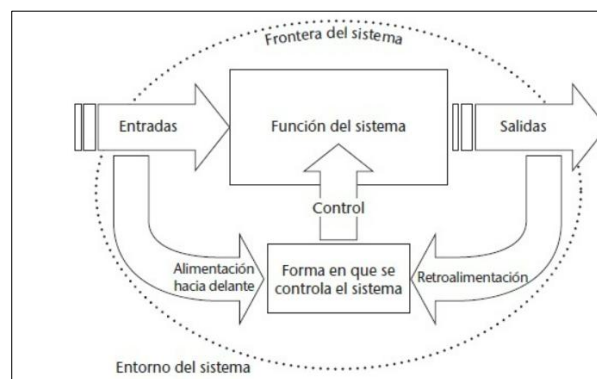 Frontera del sistema
Entradas
Función del sistema
Salidas
Control
Alimentación
hacia delante
Forma en que se
controla el sistema
Retroalimentación
Entorno del sistema